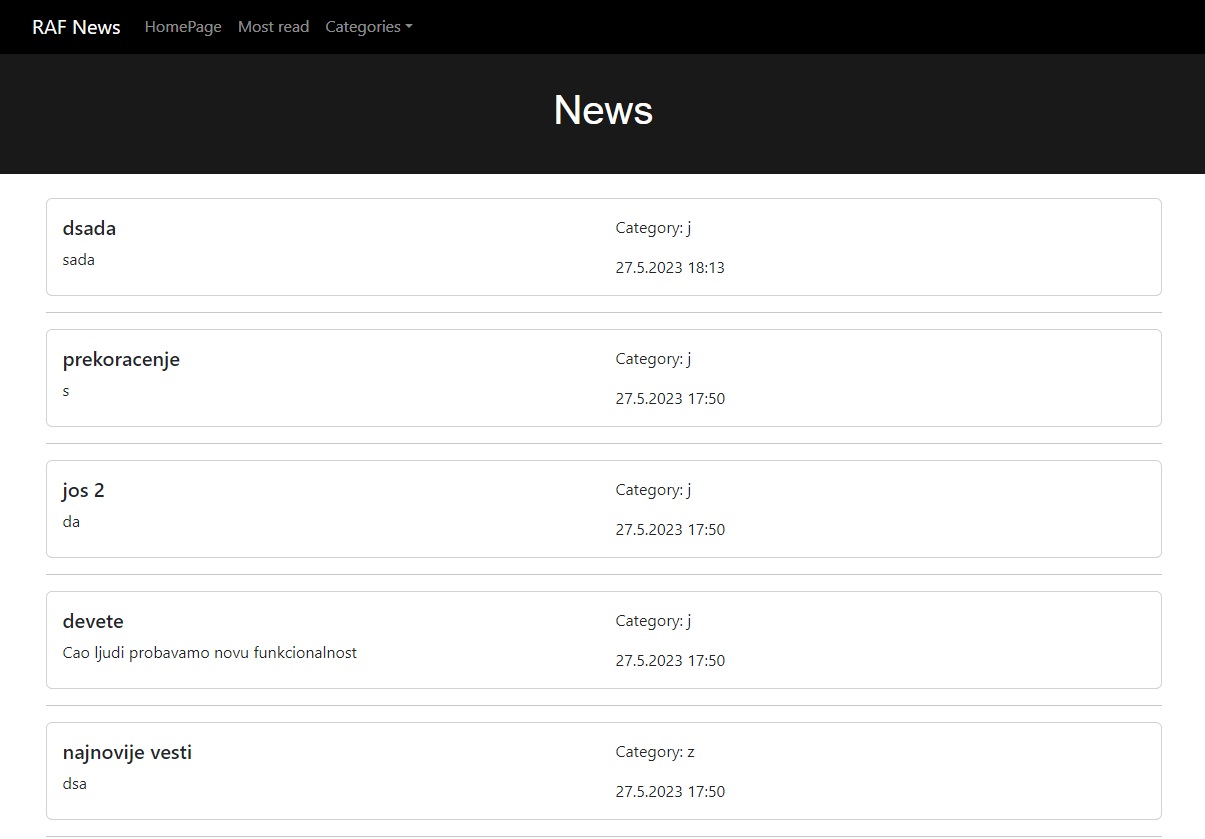 RAF News HomePage Most read Categories
News
dsada
Category: j
sada
27.5.2023 18:13
prekoracenje
Category: j
s
27.5.2023 17:50
jos 2
Category: j
da
27.5.2023 17:50
devete
Category: j
Cao ljudi probavamo novu funkcionalnost
27.5.2023 17:50
najnovije vesti
Category: z
dsa
27.5.2023 17:50